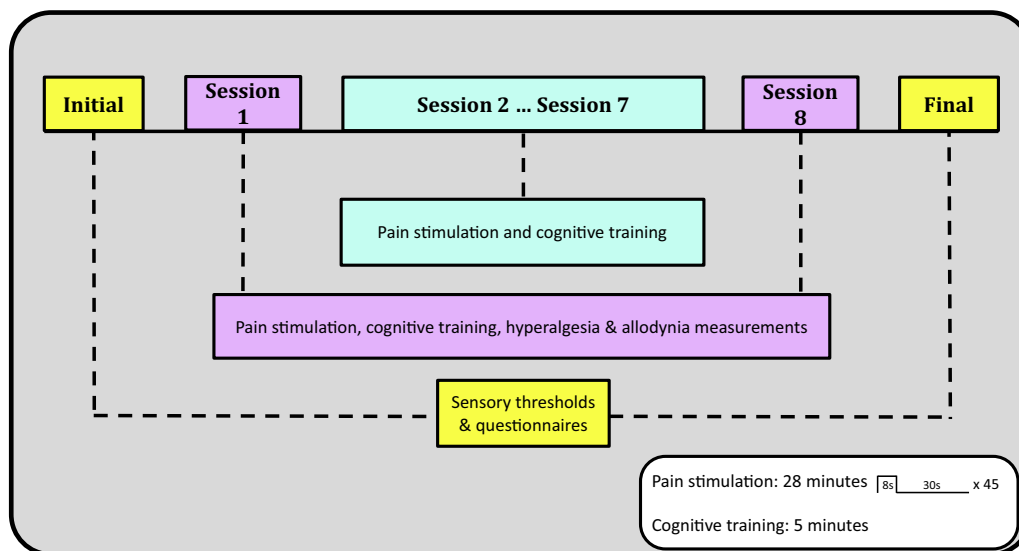 Initial
Session
1
Session 2 ... Session 7
Session
8
Final
Pain stimulation and cognitive training
Pain stimulation, cognitive training, hyperalgesia & allodynia measurements
Sensory thresholds
& questionnaires
Pain stimulation: 28 minutes 8s 30s x 45
Cognitive training: 5 minutes